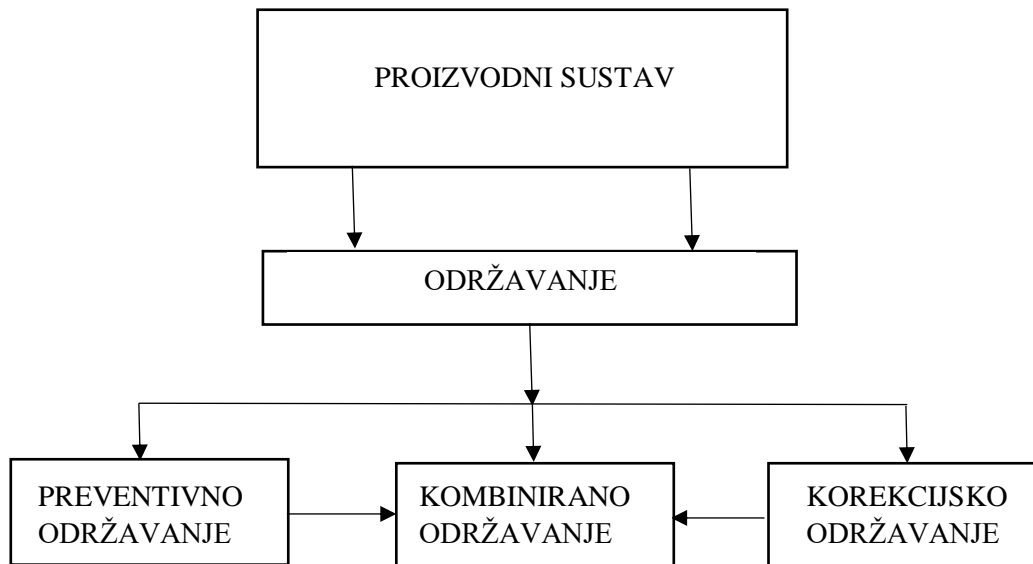 PROIZVODNI SUSTAV
ODRŽAVANJE
PREVENTIVNO
ODRŽAVANJE
KOMBINIRANO
ODRŽAVANJE
KOREKCIJSKO
ODRŽAVANJE